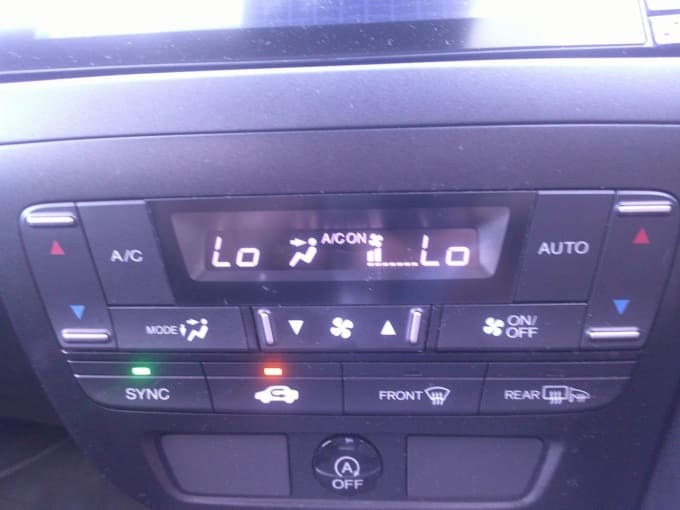 A/C ON
Lo Lo
A/C
AUTO
MODE
ON/
OFF
SYNC
FRONT
REAR
A
OFF